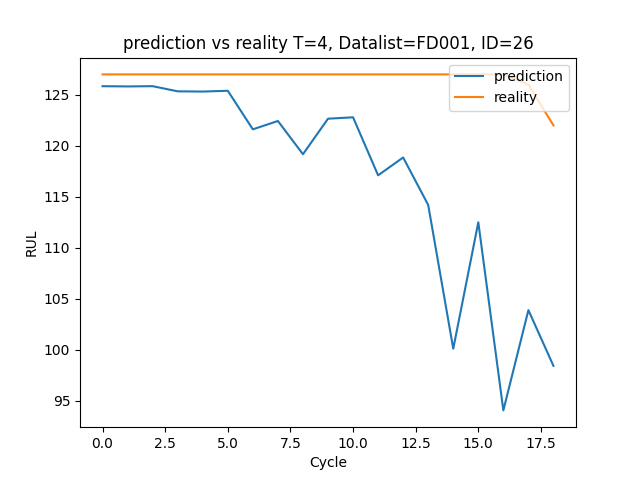 prediction vs reality T=4, Datalist=FD001, ID=26
prediction
reality
RUL
125
120
115
110
105
100
95
0.0 2.5 5.0 7.5 10.0 12.5 15.0 17.5
Cycle